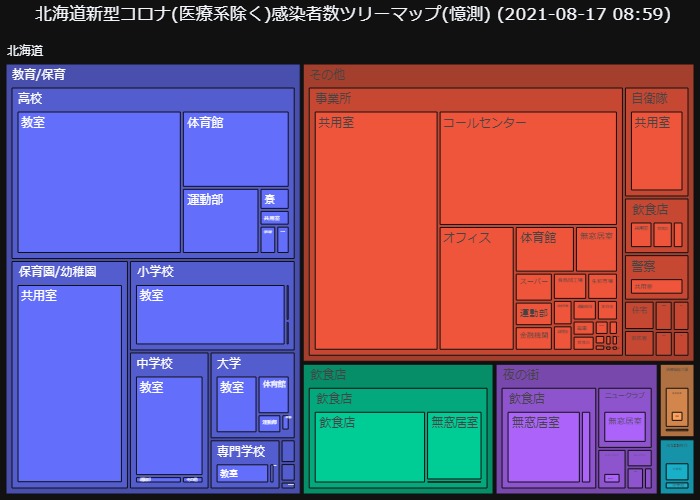 北海道新型コロナ(医療系除く)感染者数ツリーマップ(憶測) (2021-08-17 08:59)
北海道
教育/保育
高校
教室
体育館
運動部
寮
共用室
保育園/幼稚園
共用室
小学校
教室
中学校
教室
大学
教室
体育館
運動部
専門学校
教室
その他
事業所
共用室
コールセンター
オフィス
体育館
無窓居室
スーパー
運動部
金融機関
自衛隊
共用室
飲食店
警察
共用室
住宅
飲食店
飲食店
飲食店
無窓居室
夜の街
飲食店
無窓居室
ニュークラブ
無窓居室